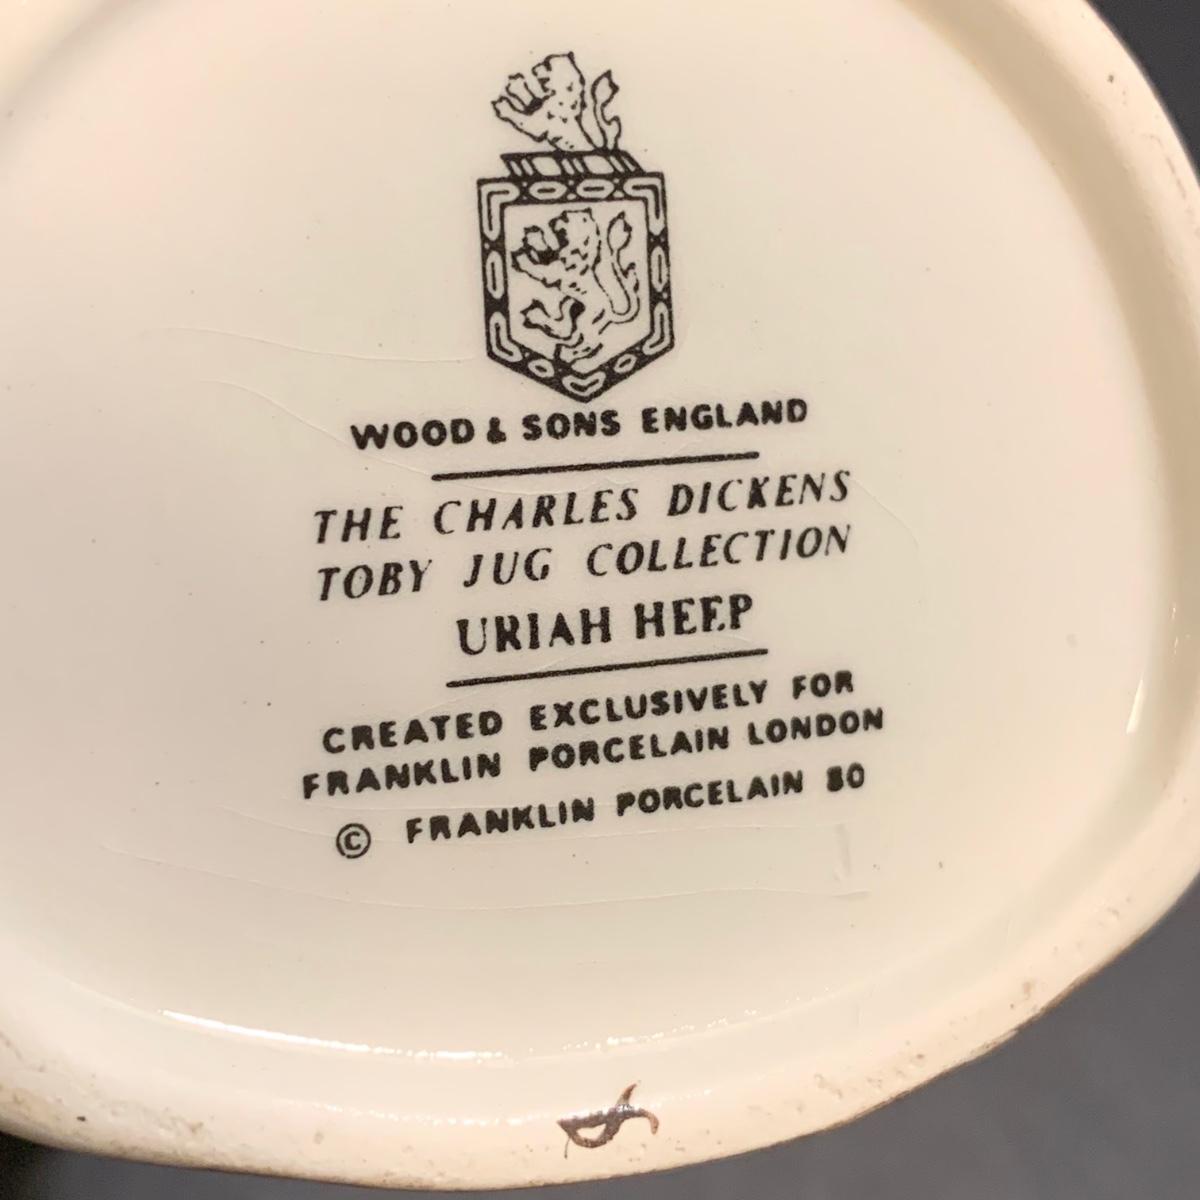 WOOD & SONS ENGLAND
THE CHARLES DICKENS
TOBY JUG COLLECTION
URIAH HEEP
CREATED EXCLUSIVELY FOR
FRANKLIN PORCELAIN LONDON
© FRANKLIN PORCELAIN 80